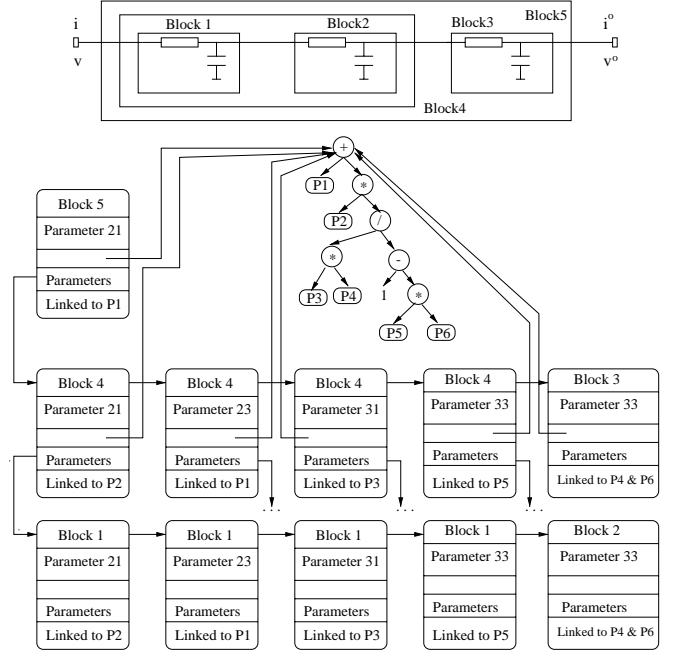 Block5
i
Block 1
Block2
Block3
i o
v
v o
Block4
+
P1
*
P2
/
*
-
P3
P4
1
*
P5
P6
Block 5
Parameter 21
Parameters
Linked to P1
Block 4
Block 4
Block 4
Block 4
Block 3
Parameter 21
Parameter 23
Parameter 31
Parameter 33
Parameter 33
Parameters
Parameters
Parameters
Parameters
Parameters
Linked to P2
Linked to P1
Linked to P3
Linked to P5
Linked to P4 & P6
...
...
...
Block 1
Block 1
Block 1
Block 1
Block 2
Parameter 21
Parameter 23
Parameter 31
Parameter 33
Parameter 33
Parameters
Parameters
Parameters
Parameters
Parameters
Linked to P2
Linked to P1
Linked to P3
Linked to P5
Linked to P4 & P6